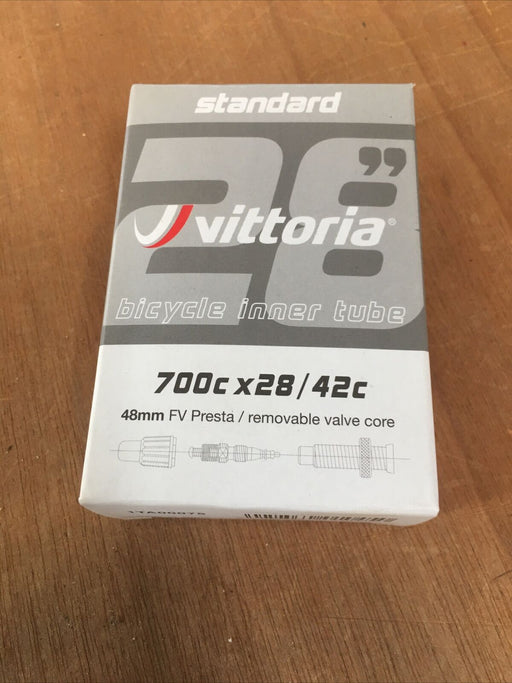 standard
28”
vittoria®
bicycle inner tube
700c x28/42c
48mm FV Presta / removable valve core